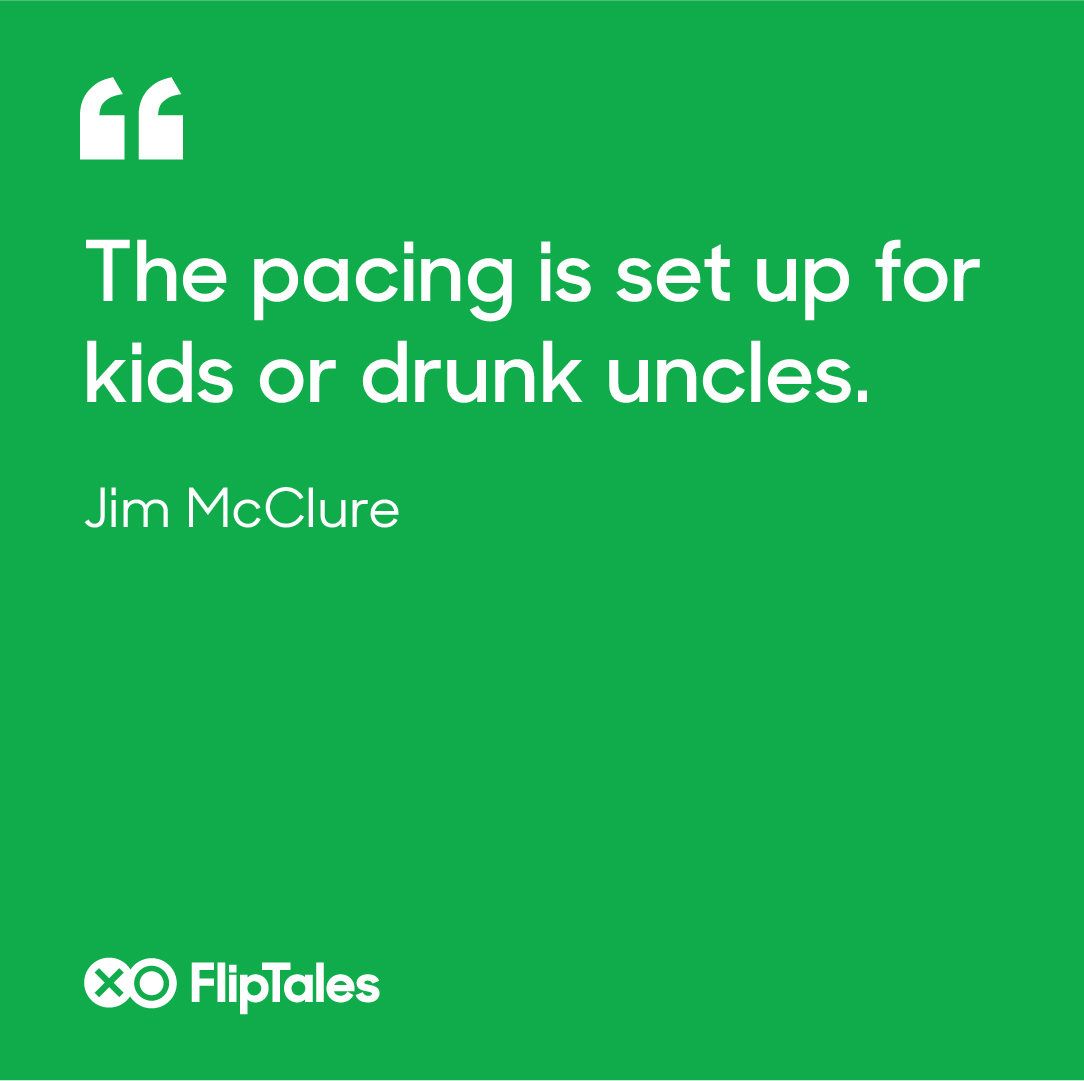 “
The pacing is set up for
kids or drunk uncles.
Jim McClure
FlipTales